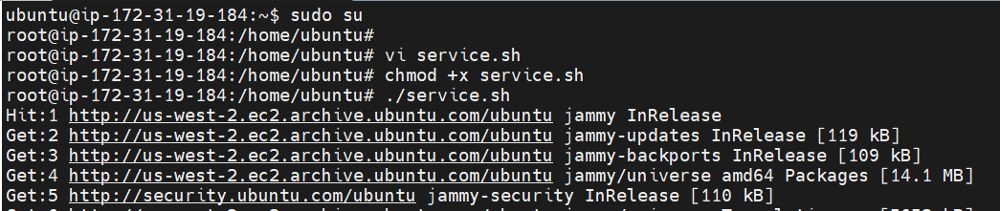 ubuntu@ip-172-31-19-184:~$ sudo su
root@ip-172-31-19-184:/home/ubuntu#
root@ip-172-31-19-184:/home/ubuntu# vi service.sh
root@ip-172-31-19-184:/home/ubuntu# chmod +x service.sh
root@ip-172-31-19-184:/home/ubuntu# ./service.sh
Hit:1 http://us-west-2.ec2.archive.ubuntu.com/ubuntu jammy InRelease
Get:2 http://us-west-2.ec2.archive.ubuntu.com/ubuntu jammy-updates InRelease [119 kB]
Get:3 http://us-west-2.ec2.archive.ubuntu.com/ubuntu jammy-backports InRelease [109 kB]
Get:4 http://us-west-2.ec2.archive.ubuntu.com/ubuntu jammy/universe amd64 Packages [14.1 MB]
Get:5 http://security.ubuntu.com/ubuntu jammy-security InRelease [110 kB]